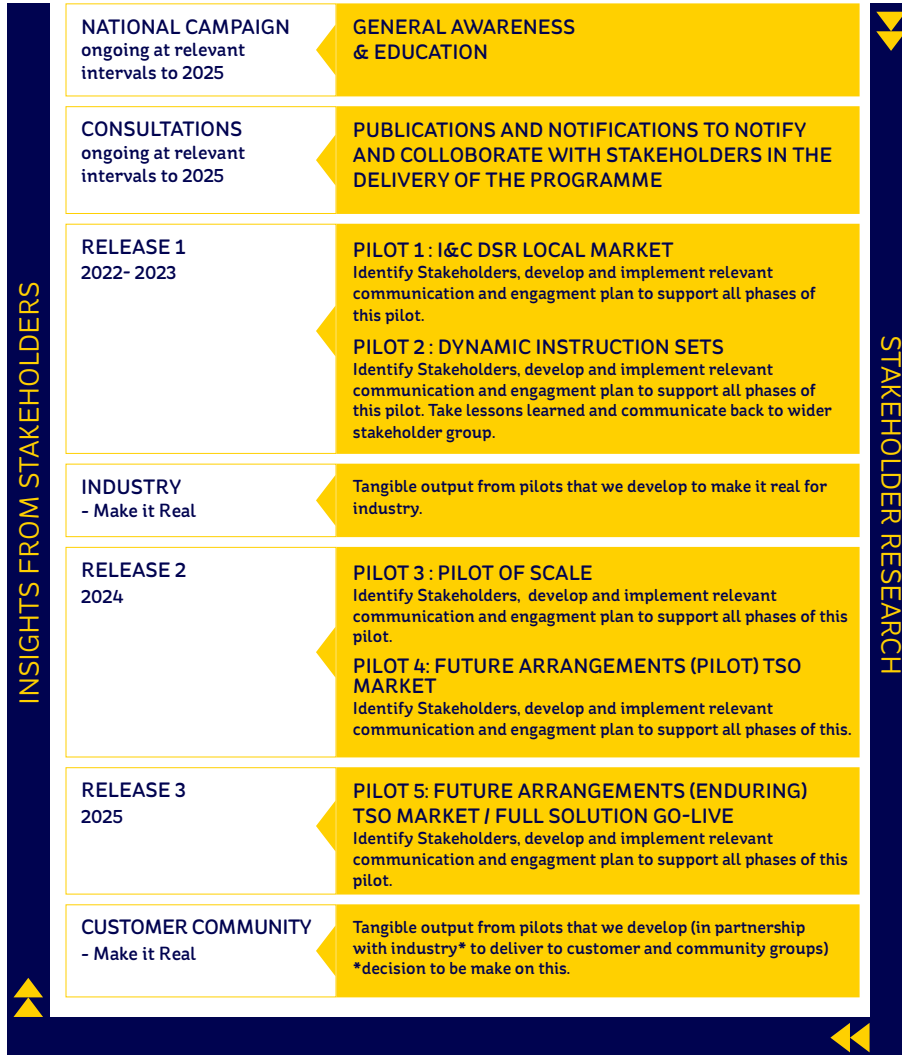 NATIONAL CAMPAIGN
ongoing at relevant
intervals to 2025
GENERAL AWARENESS
& EDUCATION
CONSULTATIONS
ongoing at relevant
intervals to 2025
PUBLICATIONS AND NOTIFICATIONS TO NOTIFY
AND COLLOBORATE WITH STAKEHOLDERS IN THE
DELIVERY OF THE PROGRAMME
RELEASE 1
2022- 2023
PILOT 1 : I&C DSR LOCAL MARKET
Identify Stakeholders, develop and implement relevant
communication and engagment plan to support all phases of
this pilot.
PILOT 2 : DYNAMIC INSTRUCTION SETS
Identify Stakeholders, develop and implement relevant
communication and engagment plan to support all phases of
this pilot. Take lessons learned and communicate back to wider
stakeholder group.
INDUSTRY
- Make it Real
Tangible output from pilots that we develop to make it real for
industry.
RELEASE 2
2024
PILOT 3 : PILOT OF SCALE
Identify Stakeholders, develop and implement relevant
communication and engagment plan to support all phases of this
pilot.
PILOT 4: FUTURE ARRANGEMENTS (PILOT) TSO
MARKET
Identify Stakeholders, develop and implement relevant
communication and engagment plan to support all phases of this.
RELEASE 3
2025
PILOT 5: FUTURE ARRANGEMENTS (ENDURING)
TSO MARKET / FULL SOLUTION GO-LIVE
Identify Stakeholders, develop and implement relevant
communication and engagment plan to support all phases of this
pilot.
CUSTOMER COMMUNITY
- Make it Real
Tangible output from pilots that we develop (in partnership
with industry* to deliver to customer and community groups)
*decision to be make on this.
INSIGHTS FROM STAKEHOLDERS
STAKEHOLDER RESEARCH